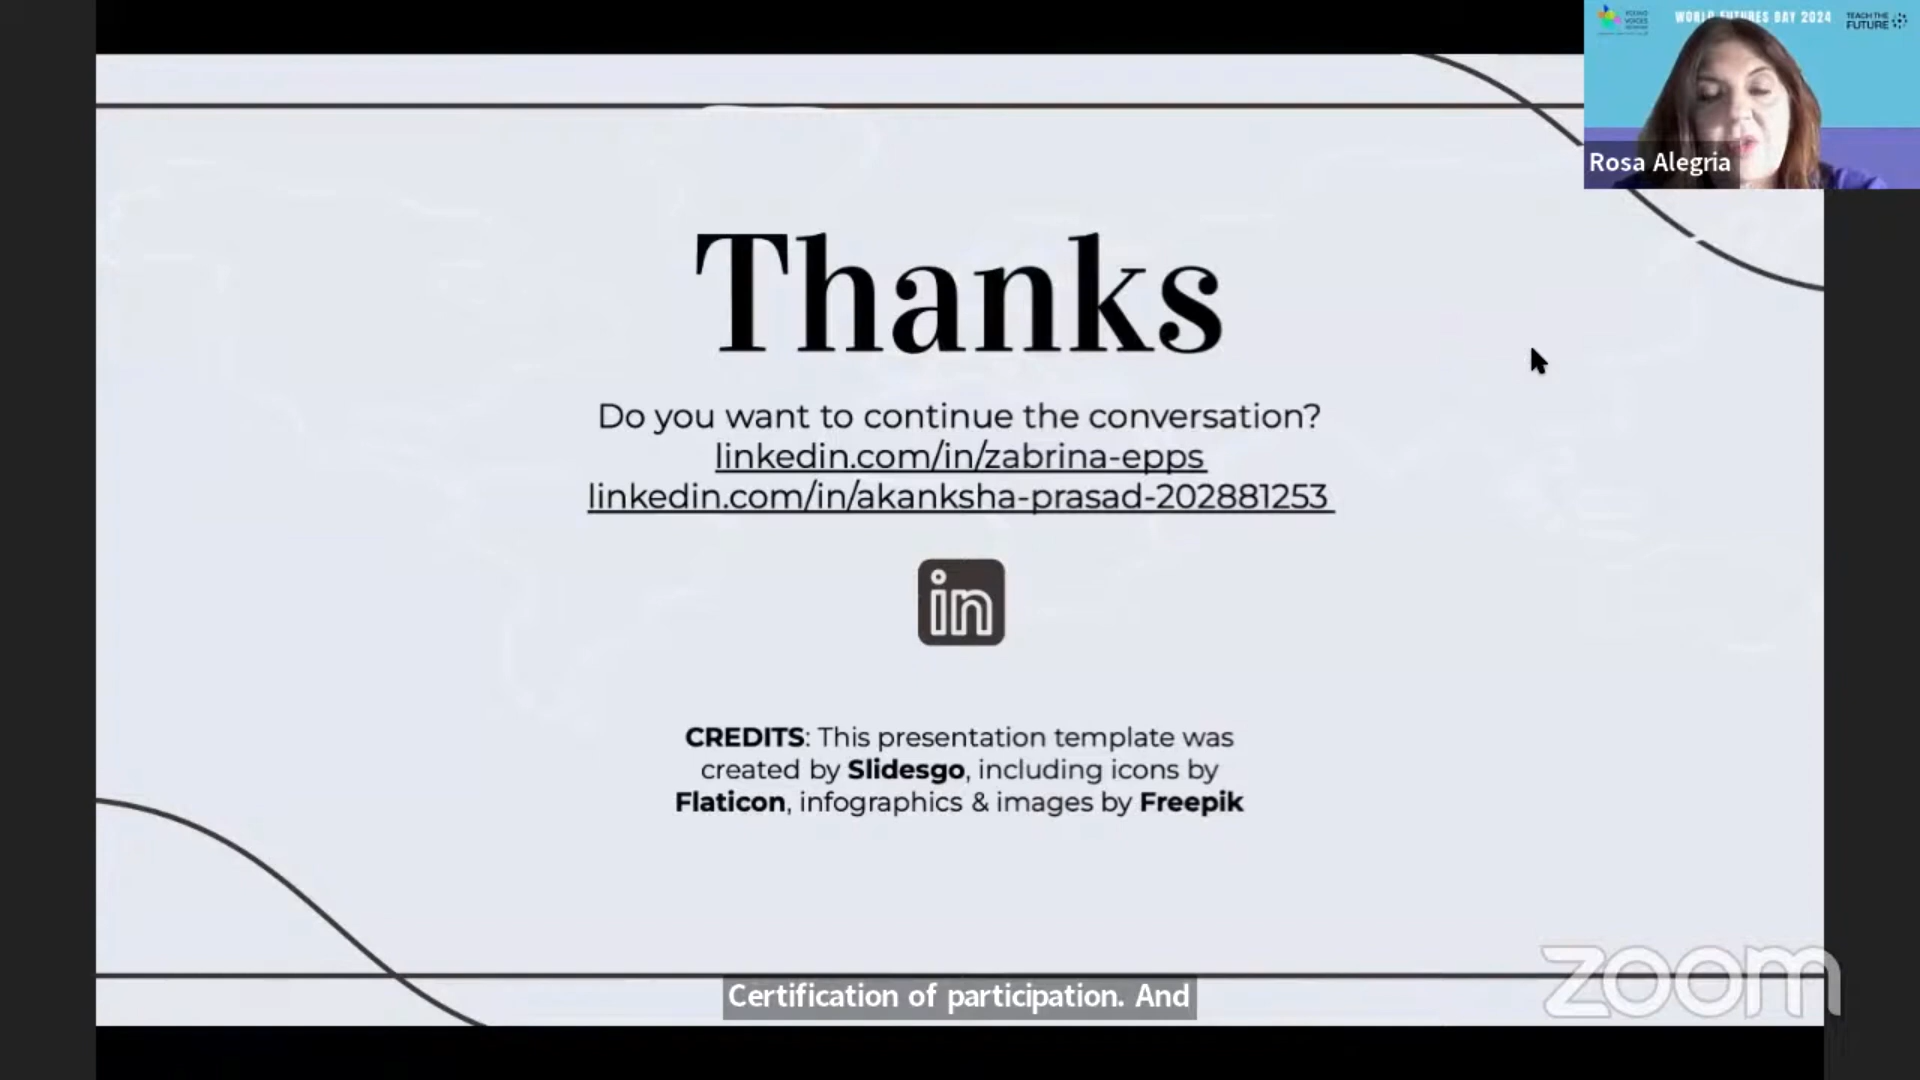 WORLD FUTURES DAY 2024
TEACH THE
FUTURE
Rosa Alegria
Thanks
Do you want to continue the conversation?
linkedin.com/in/zabrina-epps
linkedin.com/in/akanksha-prasad-202881253
in
CREDITS: This presentation template was
created by Slidesgo, including icons by
Flaticon, infographics & images by Freepik
Certification of participation. And
zoom